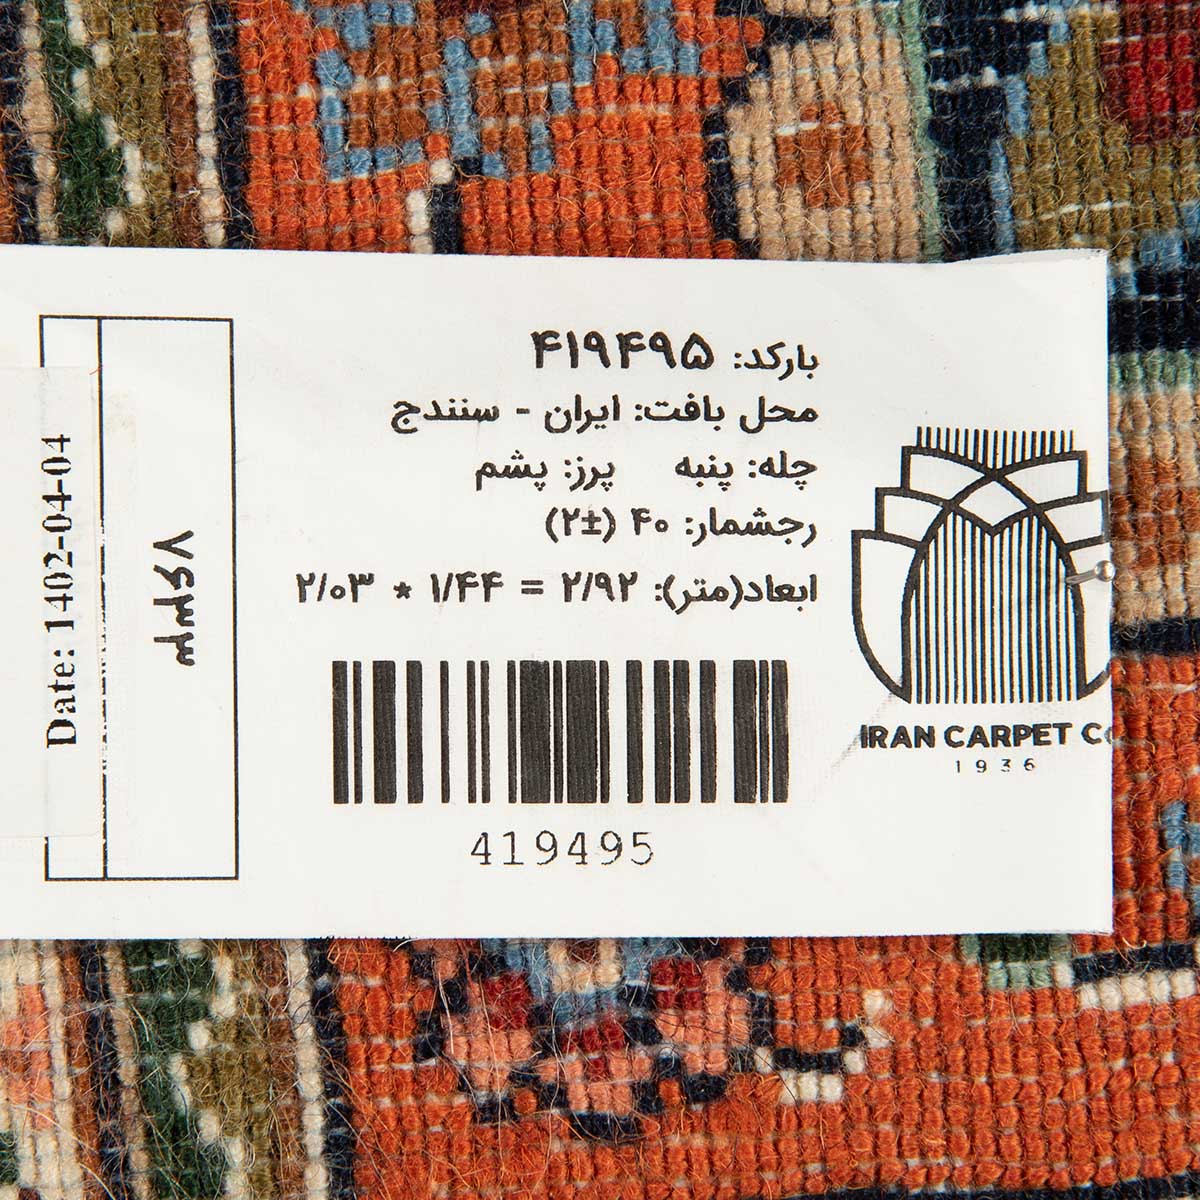 بارکد: ۴۱۹۴۹۵
محل بافت: ایران - سنندج
چله: پنبه پرز: پشم
رجشمار: ۴۰ (±۲)
ابعاد(متر): ۲/۹۲ = ۱/۴۴ * ۲/۰۳
419495
IRAN CARPET
1936
۷۶۳۳
Date: 1402-04-04